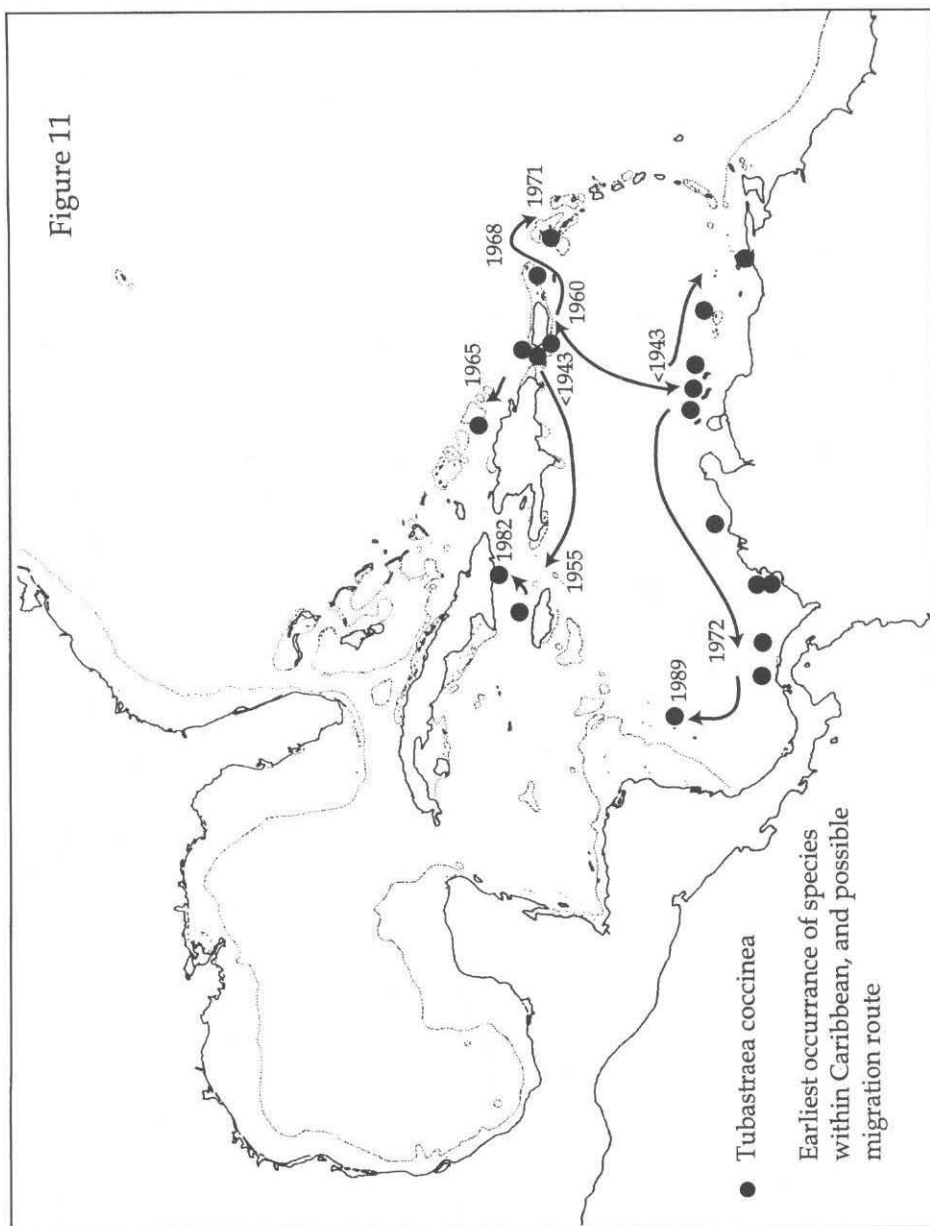 Figure 11
1965
1968
1971
1960
<1943
1982
1955
<1943
1972
1989
Tubastraea coccinea
Earliest occurrance of species
within Caribbean, and possible
migration route